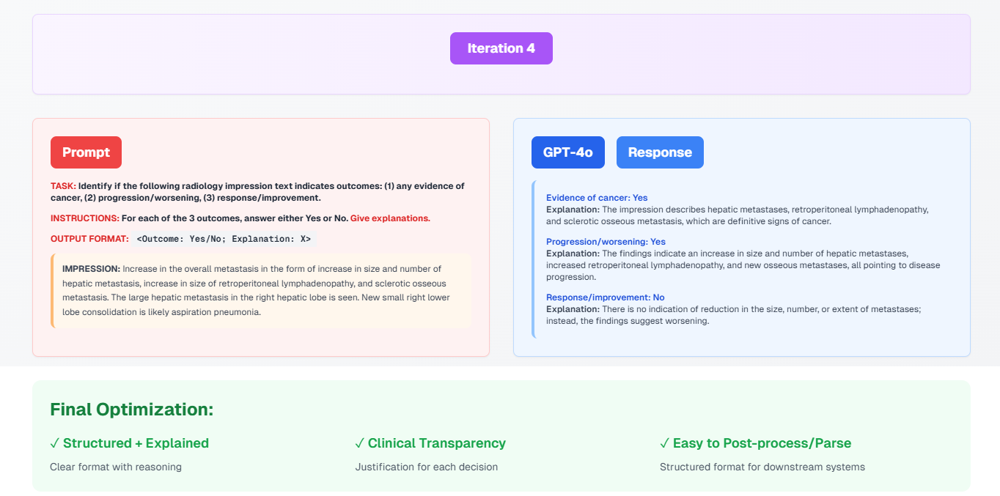 Iteration 4
Prompt
TASK: Identify if the following radiology impression text indicates outcomes: (1) any evidence of
cancer, (2) progression/worsening, (3) response/improvement.
INSTRUCTIONS: For each of the 3 outcomes, answer either Yes or No. Give explanations.
OUTPUT FORMAT: <Outcome: Yes/No; Explanation: X>
IMPRESSION: Increase in the overall metastasis in the form of increase in size and number of
hepatic metastasis, increase in size of retroperitoneal lymphadenopathy, and sclerotic osseous
metastasis. The large hepatic metastasis in the right hepatic lobe is seen. New small right lower
lobe consolidation is likely aspiration pneumonia.
GPT-4o Response
Evidence of cancer: Yes
Explanation: The impression describes hepatic metastases, retroperitoneal lymphadenopathy,
and sclerotic osseous metastasis, which are definitive signs of cancer.
Progression/worsening: Yes
Explanation: The findings indicate an increase in size and number of hepatic metastases,
increased retroperitoneal lymphadenopathy, and new osseous metastases, all pointing to disease
progression.
Response/improvement: No
Explanation: There is no indication of reduction in the size, number, or extent of metastases;
instead, the findings suggest worsening.
Final Optimization:
✓ Structured + Explained
Clear format with reasoning
✓ Clinical Transparency
Justification for each decision
✓ Easy to Post-process/Parse
Structured format for downstream systems